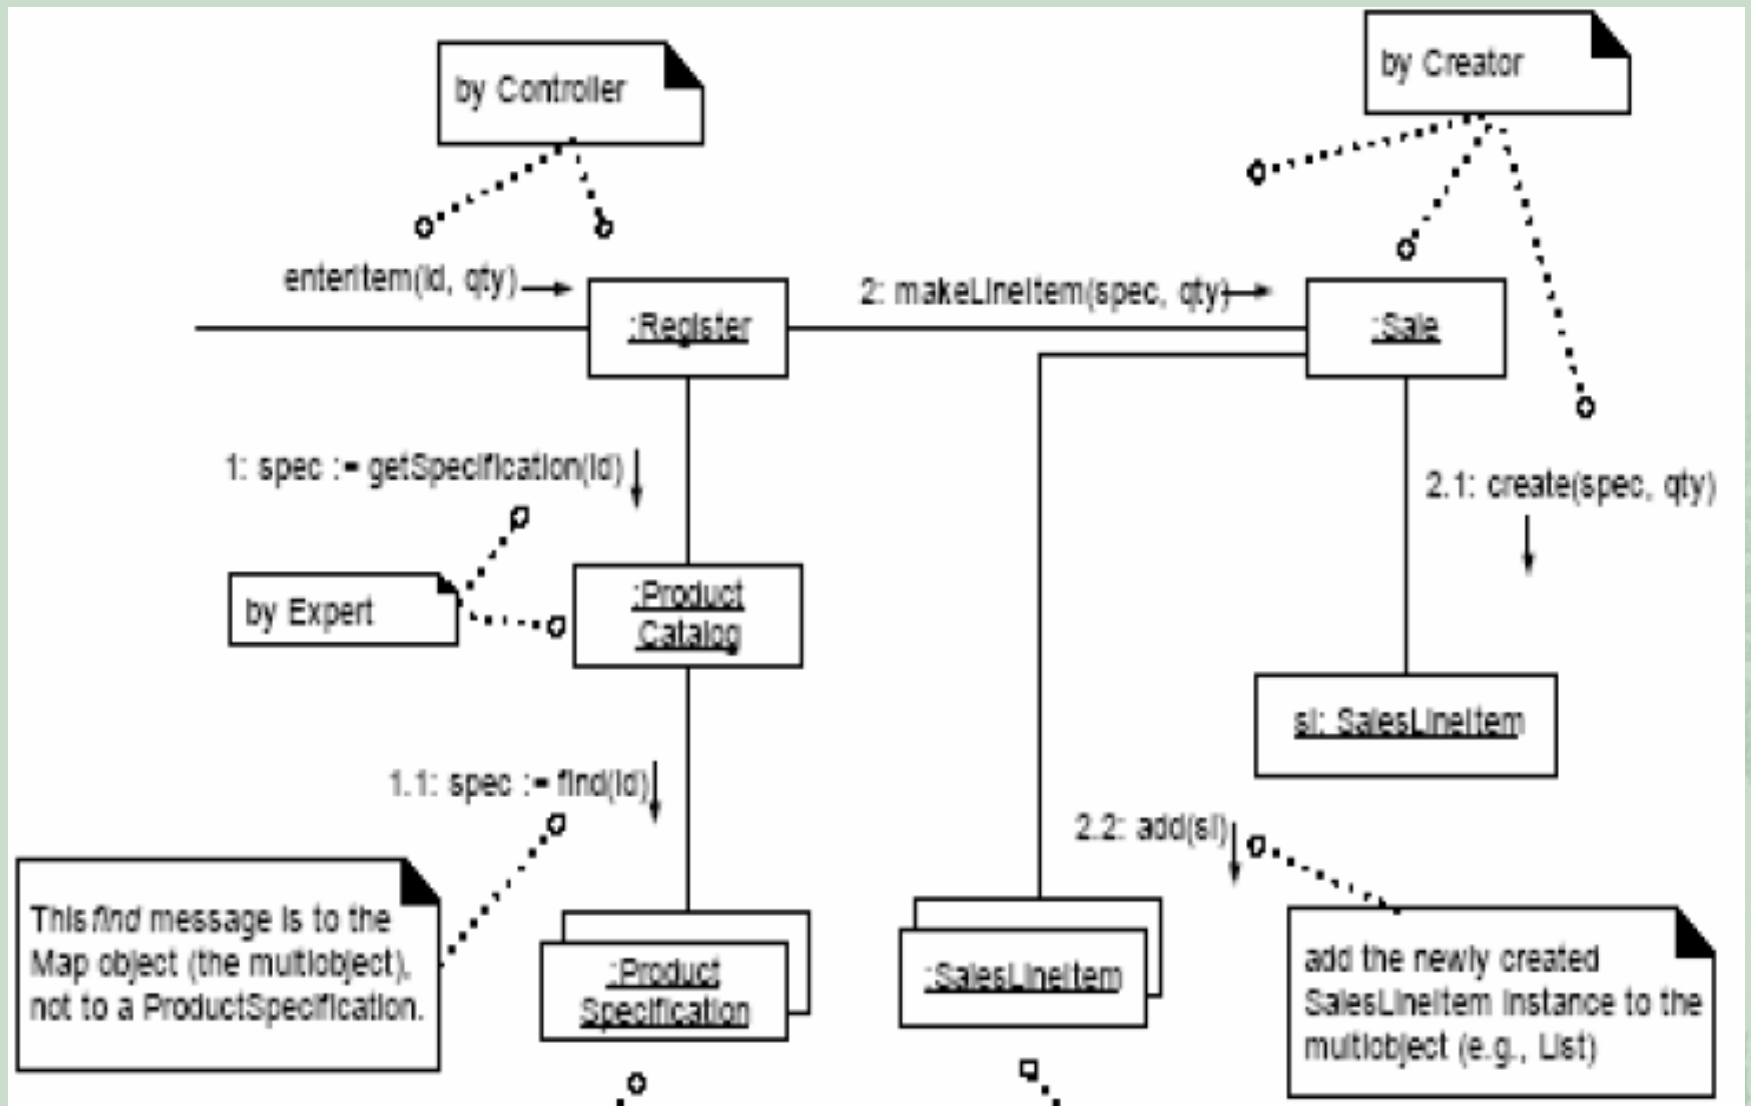 by Controller
by Creator
enterItem(id, qty)
2: makeLineItem(spec, qty)
:Register
:Sale
1: spec := getSpecification(id)
2.1: create(spec, qty)
by Expert
:Product
Catalog
sl: SalesLineItem
1.1: spec := find(id)
2.2: add(sl)
This find message is to the
Map object (the multiobject),
not to a ProductSpecification.
:Product
Specification
:SalesLineItem
add the newly created
SalesLineItem instance to the
multiobject (e.g., List)